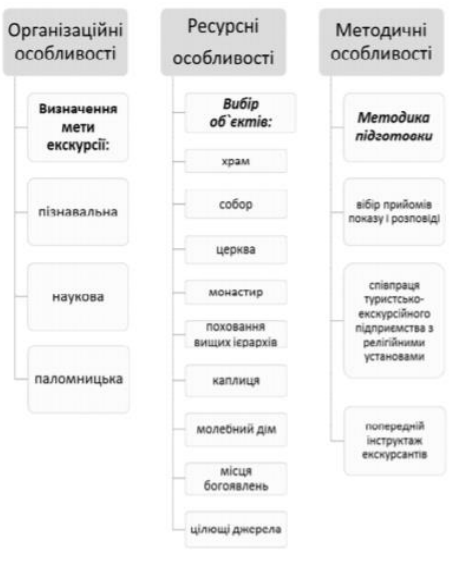 Організаційні
особливості
Визначення
мети
екскурсії:
пізнавальна
наукова
паломницька
Ресурсні
особливості
Вибір
об`єктів:
храм
собор
церква
монастир
поховання
вищих ієрархів
каплиця
молебний дім
місця
богоявлень
цілющі джерела
Методичні
особливості
Методика
підготовки
вибір прийомів
показу і розповіді
співпраця
туристсько-
екскурсійного
підприємства з
релігійними
установами
попередній
інструктаж
екскурсантів